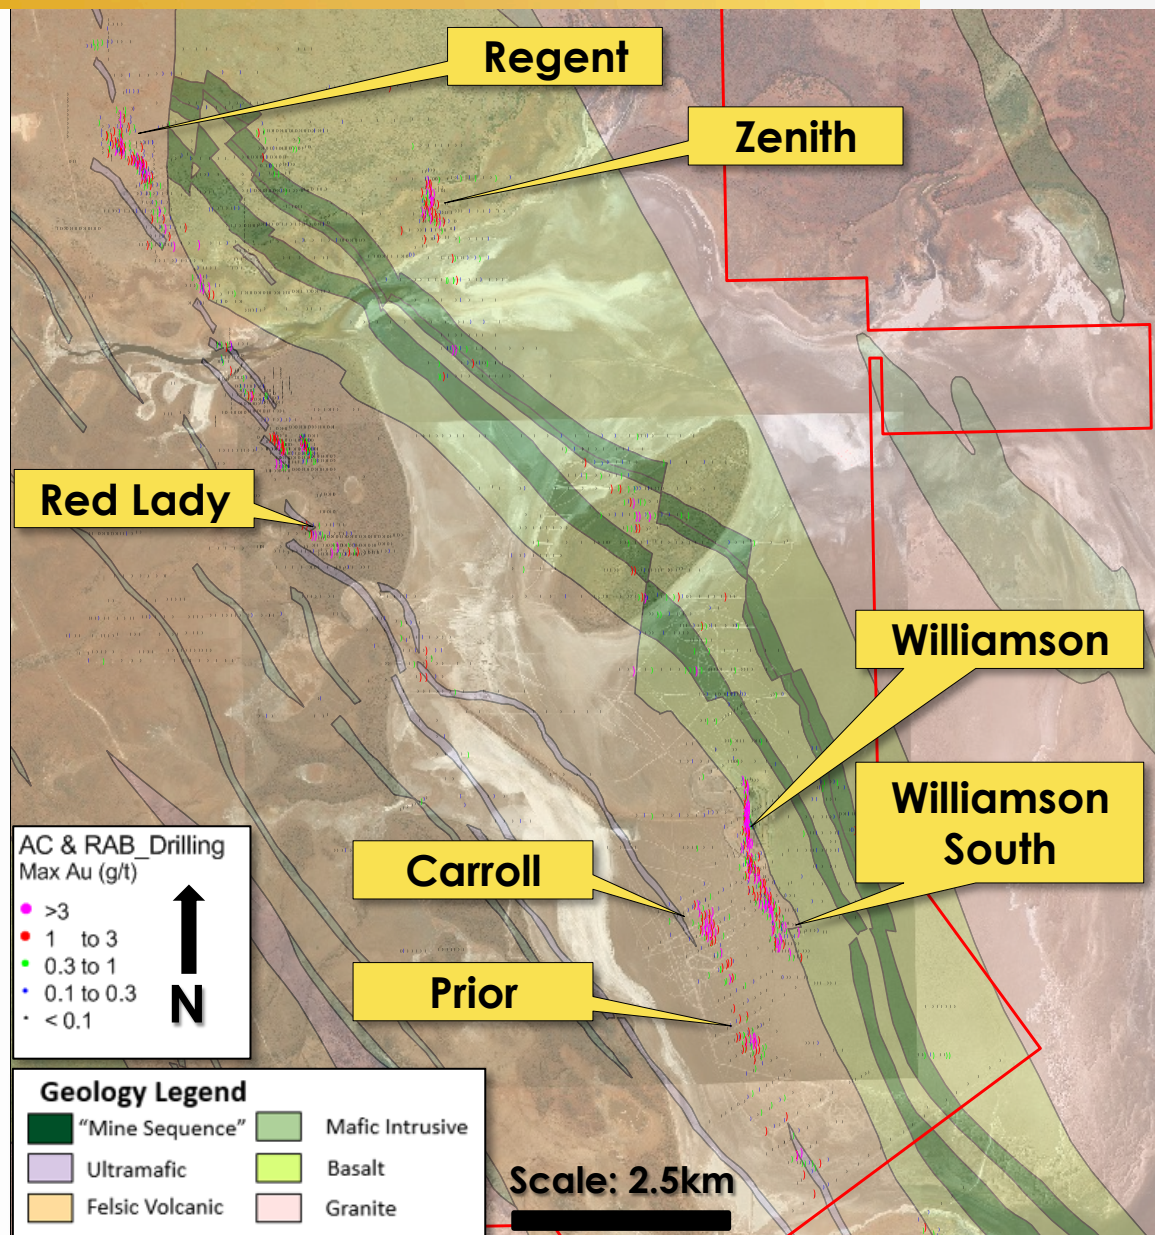 Regent
Zenith
Red Lady
Williamson
Williamson
South
Carroll
Prior
AC & RAB_Drilling
Max Au (g/t)
>3
1 to 3
0.3 to 1
0.1 to 0.3
< 0.1
N
Geology Legend
"Mine Sequence"
Mafic Intrusive
Ultramafic
Basalt
Felsic Volcanic
Granite
Scale: 2.5km